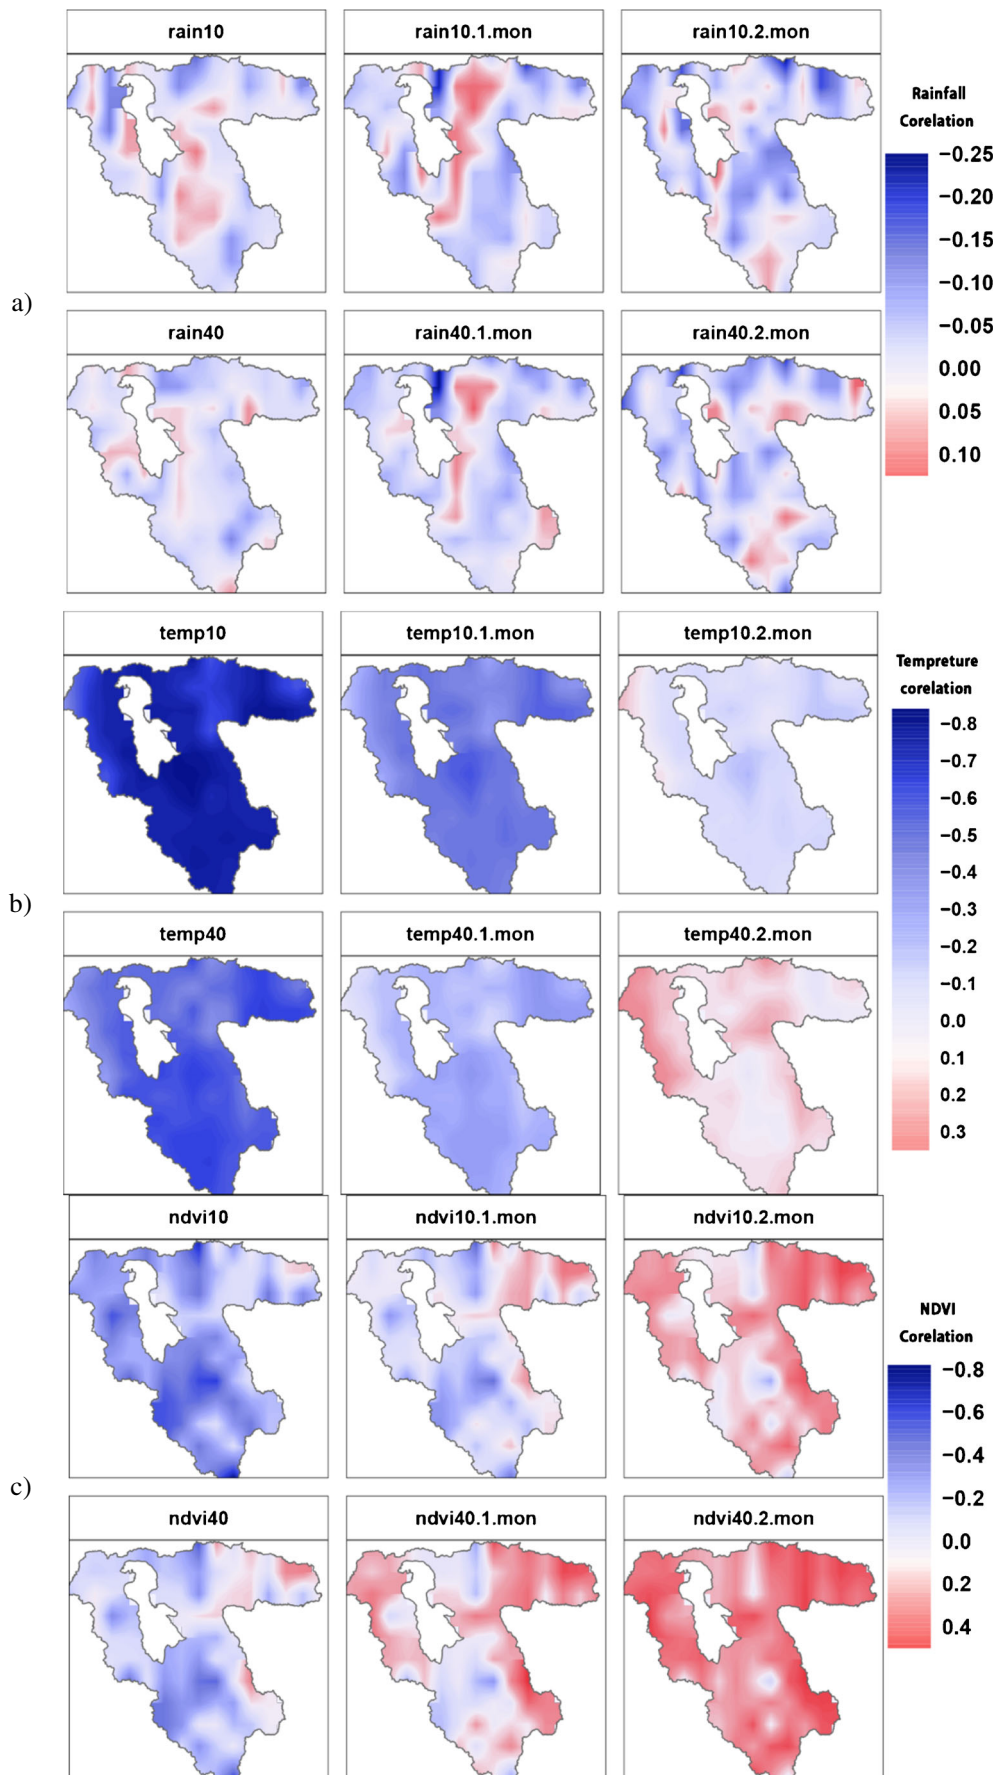 rain10
rain10.1.mon
rain10.2.mon
Rainfall
Corelation
-0.25
-0.20
-0.15
-0.10
-0.05
0.00
0.05
0.10
a)
rain40
rain40.1.mon
rain40.2.mon
temp10
temp10.1.mon
temp10.2.mon
Tempreture
corelation
-0.8
-0.7
-0.6
-0.5
-0.4
-0.3
-0.2
-0.1
0.0
0.1
0.2
0.3
b)
temp40
temp40.1.mon
temp40.2.mon
ndvi10
ndvi10.1.mon
ndvi10.2.mon
NDVI
Corelation
-0.8
-0.6
-0.4
-0.2
0.0
0.2
0.4
c)
ndvi40
ndvi40.1.mon
ndvi40.2.mon